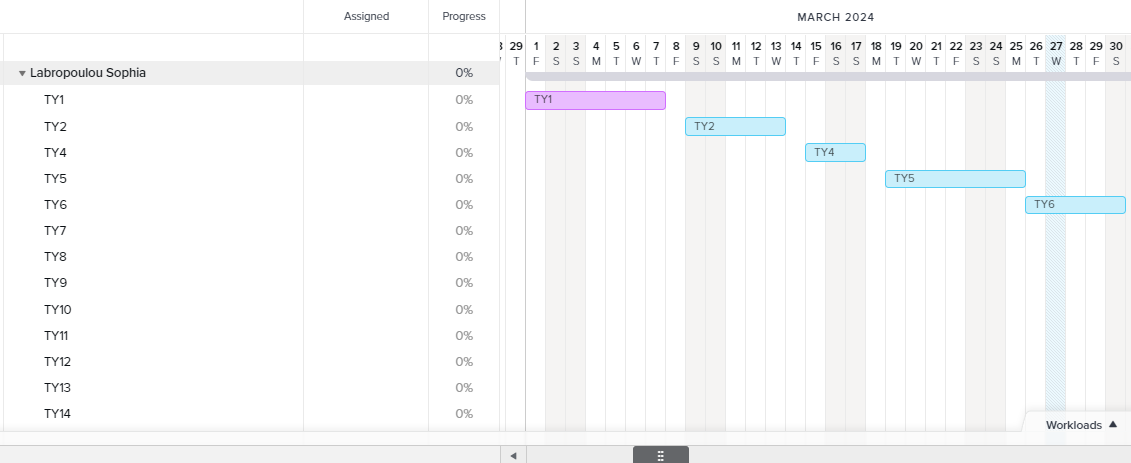 Assigned Progress MARCH 2024
29 1 2 3 4 5 6 7 8 9 10 11 12 13 14 15 16 17 18 19 20 21 22 23 24 25 26 27 28 29 30
T F S S M T W T F S S M T W T F S S M T W T F S S M T W T F S
Labropoulou Sophia 0%
TY1 0% TY1
TY2 0% TY2
TY4 0% TY4
TY5 0% TY5
TY6 0% TY6
TY7 0%
TY8 0%
TY9 0%
TY10 0%
TY11 0%
TY12 0%
TY13 0%
TY14 0%
Workloads